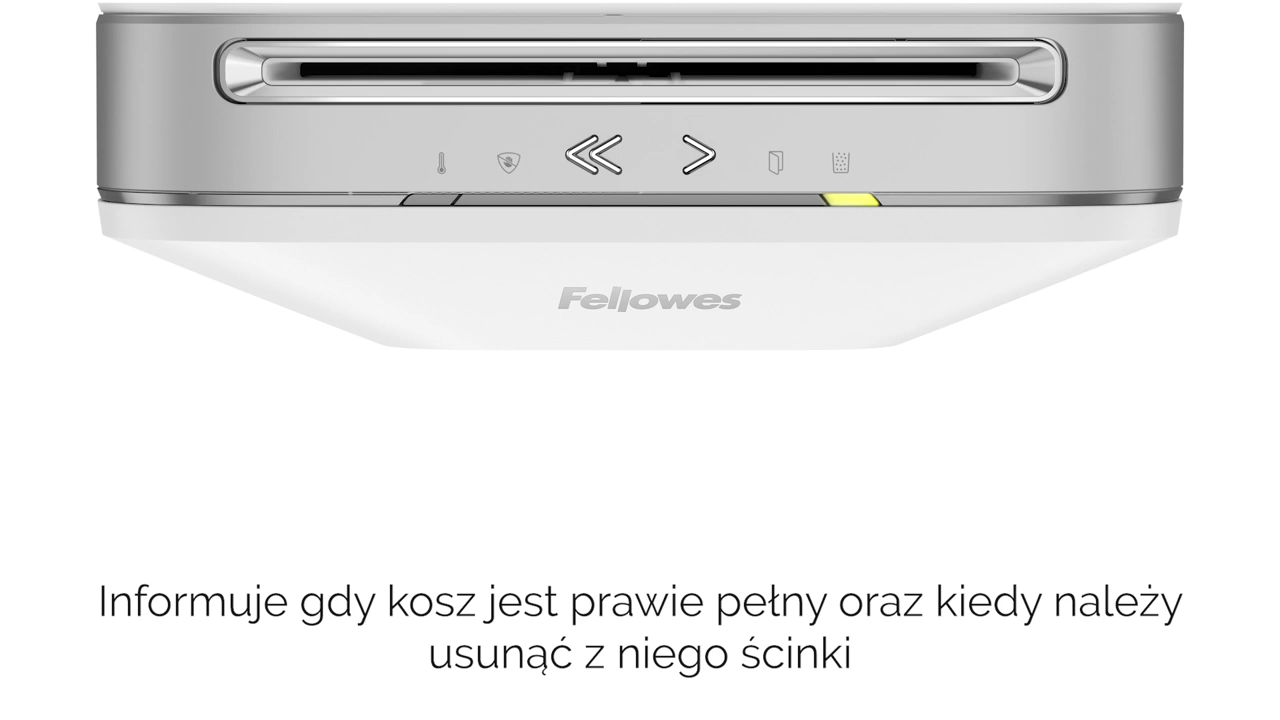 Fellowes
Informuje gdy kosz jest prawie pełny oraz kiedy należy
usunąć z niego ścinki